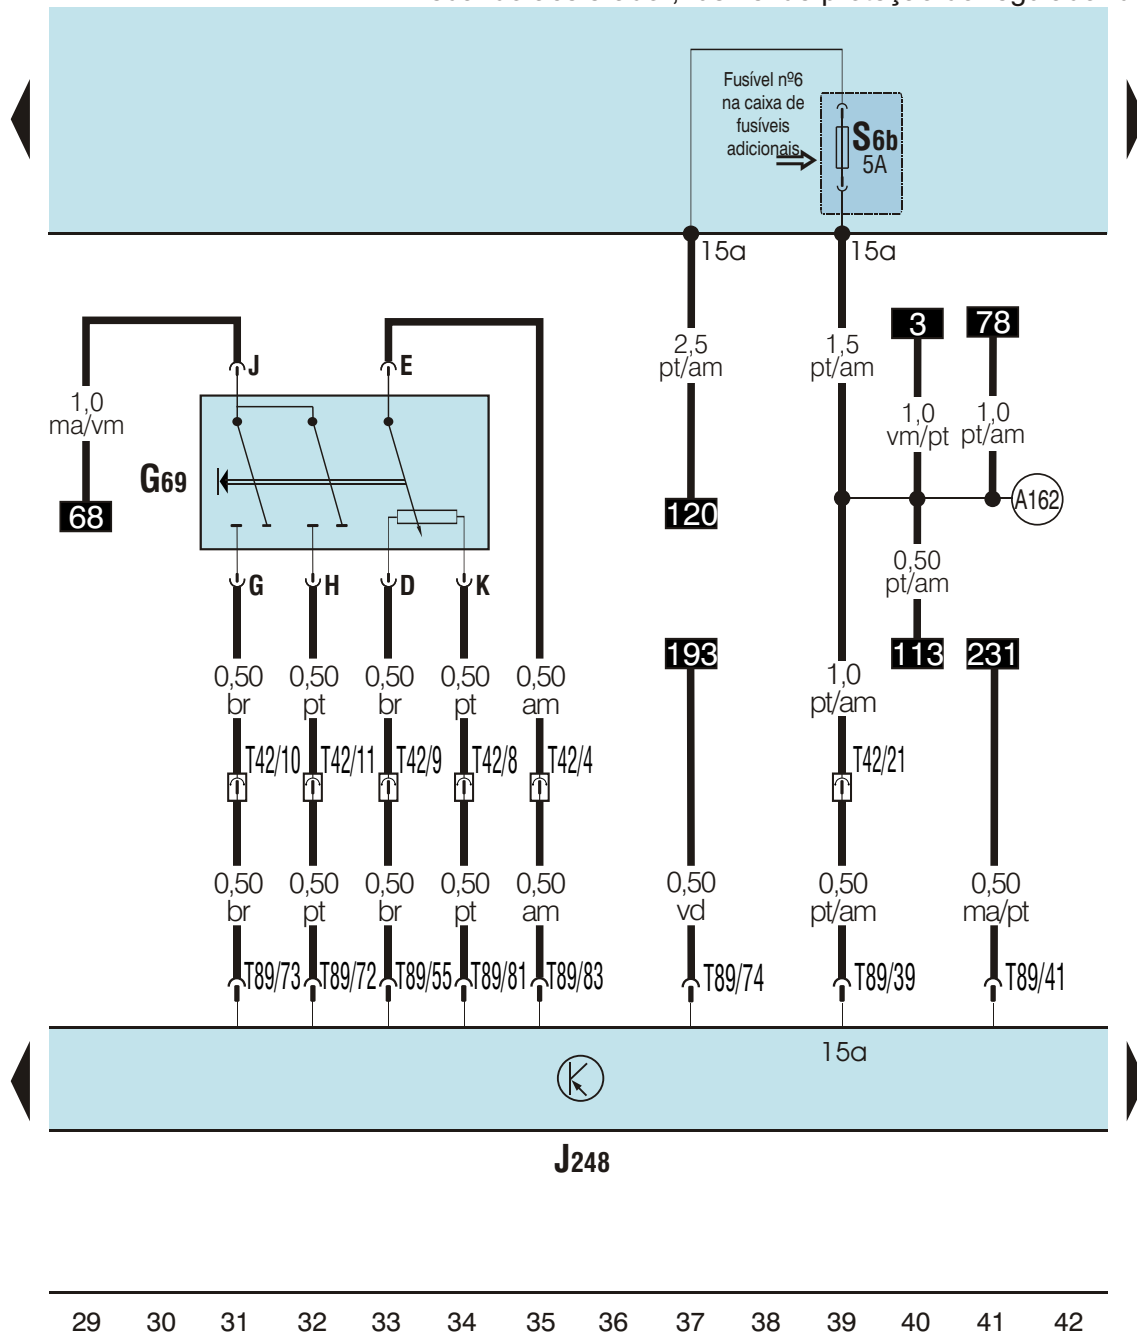 Fusível nº6
na caixa de
fusíveis
adicionais
S6b
5A
15a
15a
3
78
J
E
2,5
pt/am
1,5
pt/am
1,0
ma/vm
1,0
vm/pt
1,0
pt/am
G69
68
120
A162
0,50
pt/am
G
H
D
K
193
113
231
0,50
br
0,50
pt
0,50
br
0,50
pt
0,50
am
1,0
pt/am
T42/10
T42/11
T42/9
T42/8
T42/4
T42/21
0,50
br
0,50
pt
0,50
br
0,50
pt
0,50
am
0,50
vd
0,50
pt/am
0,50
ma/pt
T89/73
T89/72
T89/55
T89/81
T89/83
T89/74
T89/39
T89/41
15a
J248
29 30 31 32 33 34 35 36 37 38 39 40 41 42